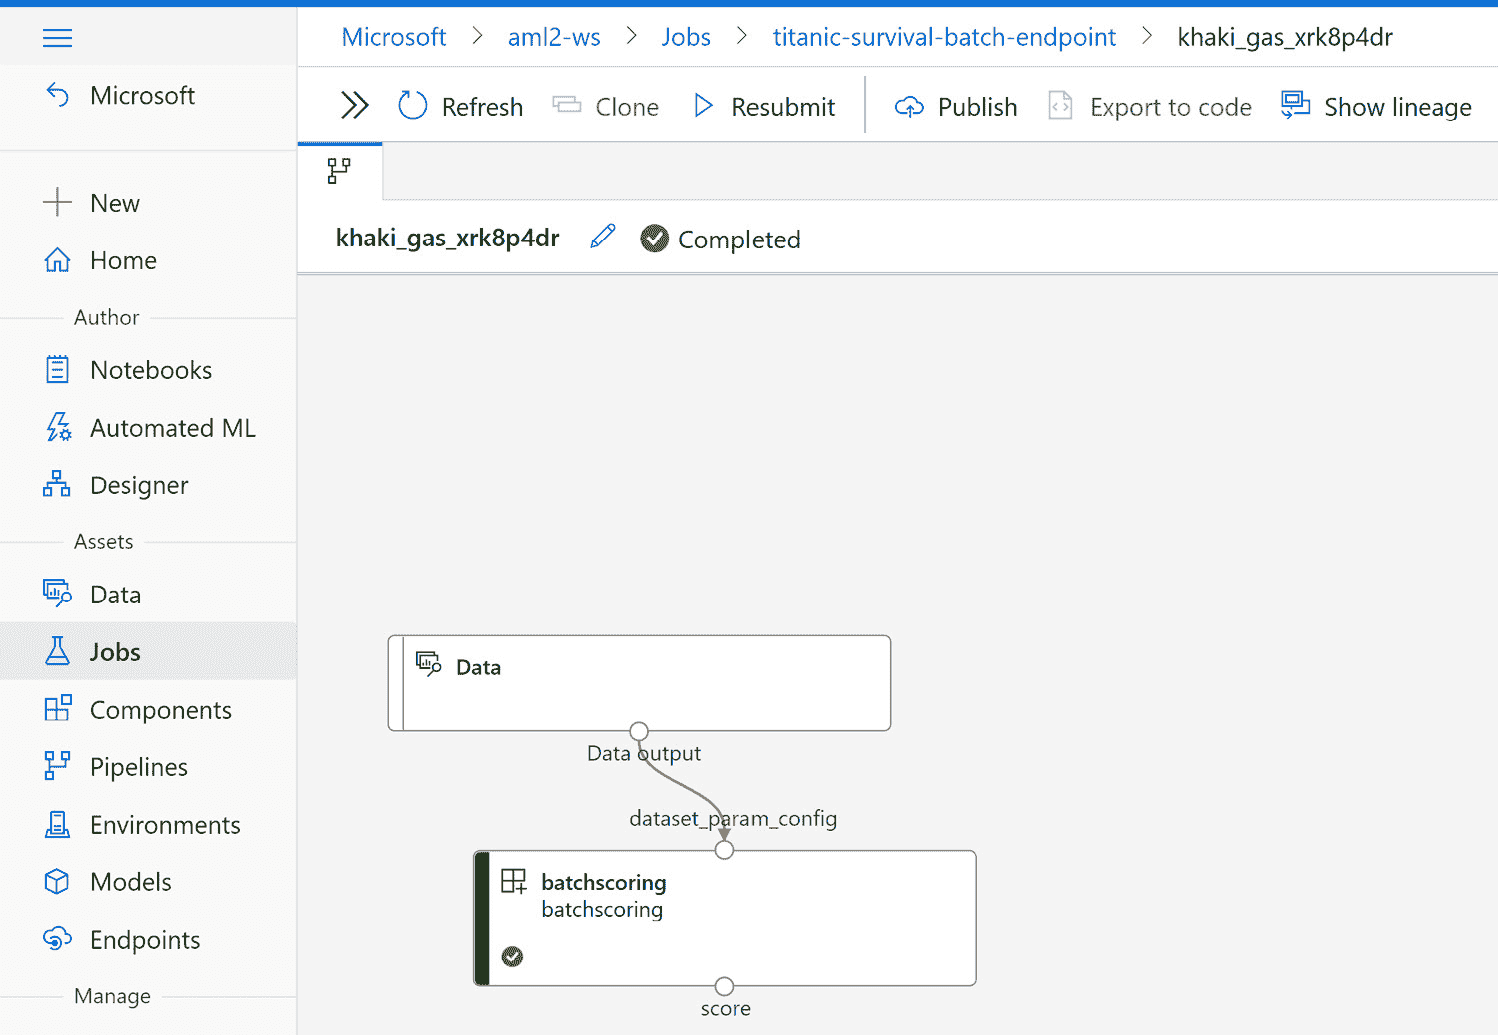 Microsoft > aml2-ws > Jobs > titanic-survival-batch-endpoint > khaki_gas_xrk8p4dr
Microsoft
Refresh Clone Resubmit Publish Export to code Show lineage
New
Home
Author
Notebooks
Automated ML
Designer
Assets
Data
Jobs
Components
Pipelines
Environments
Models
Endpoints
Manage
khaki_gas_xrk8p4dr Completed
Data
Data output
dataset_param_config
batchscoring
batchscoring
score